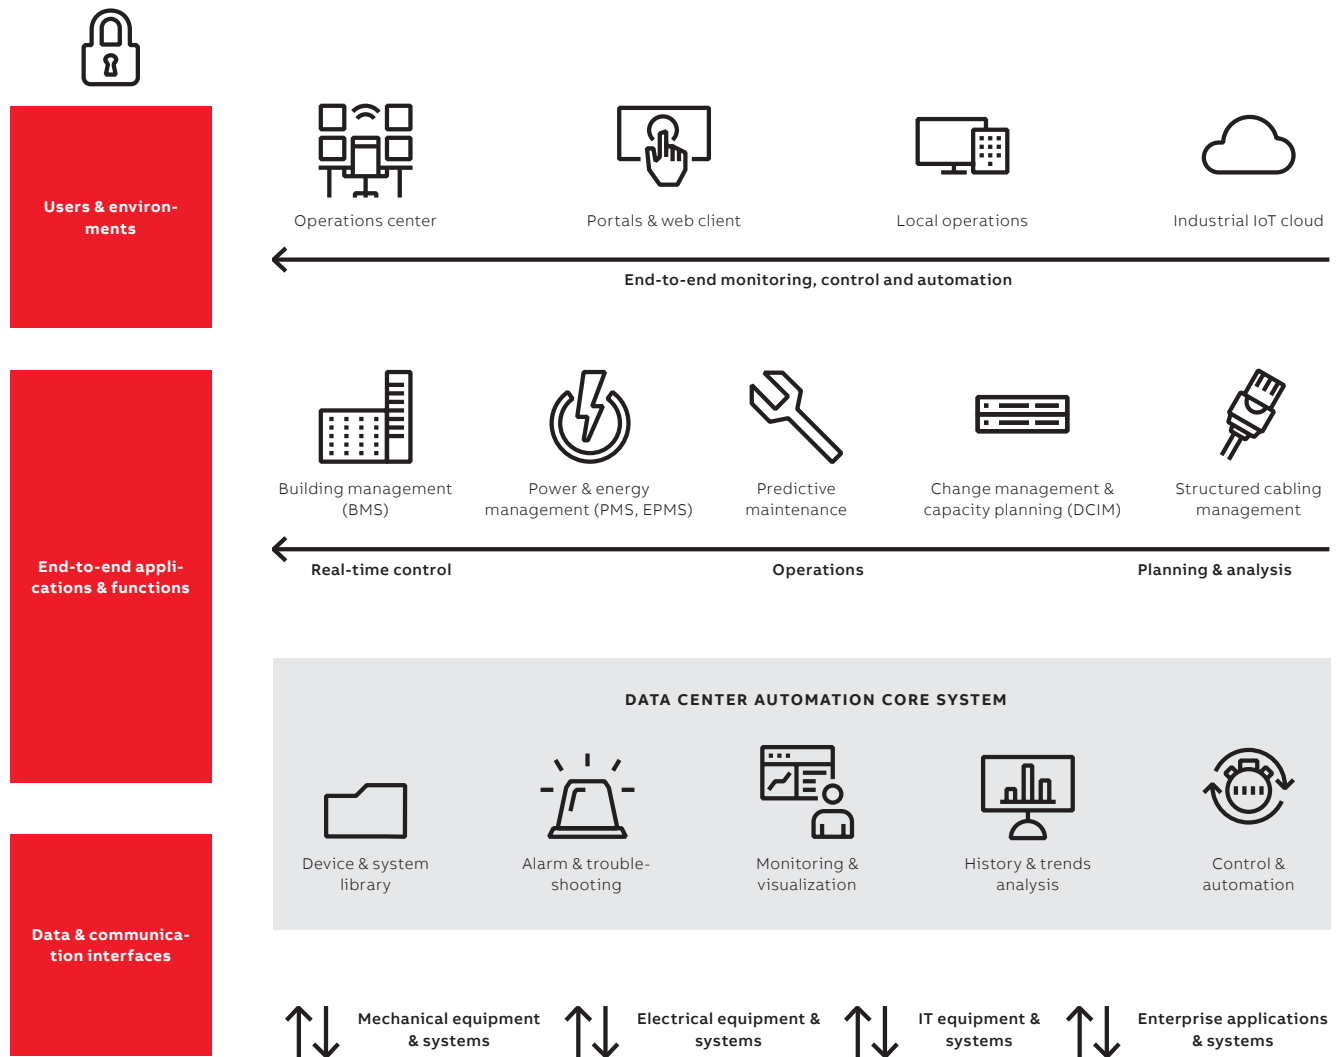 Users & environ-
ments
Operations center
Portals & web client
Local operations
Industrial IoT cloud
End-to-end monitoring, control and automation
End-to-end appli-
cations & functions
Building management
(BMS)
Power & energy
management (PMS, EPMS)
Predictive
maintenance
Change management &
capacity planning (DCIM)
Structured cabling
management
Real-time control
Operations
Planning & analysis
DATA CENTER AUTOMATION CORE SYSTEM
Device & system
library
Alarm & trouble-
shooting
Monitoring &
visualization
History & trends
analysis
Control &
automation
Data & communica-
tion interfaces
Mechanical equipment
& systems
Electrical equipment &
systems
IT equipment &
systems
Enterprise applications
& systems